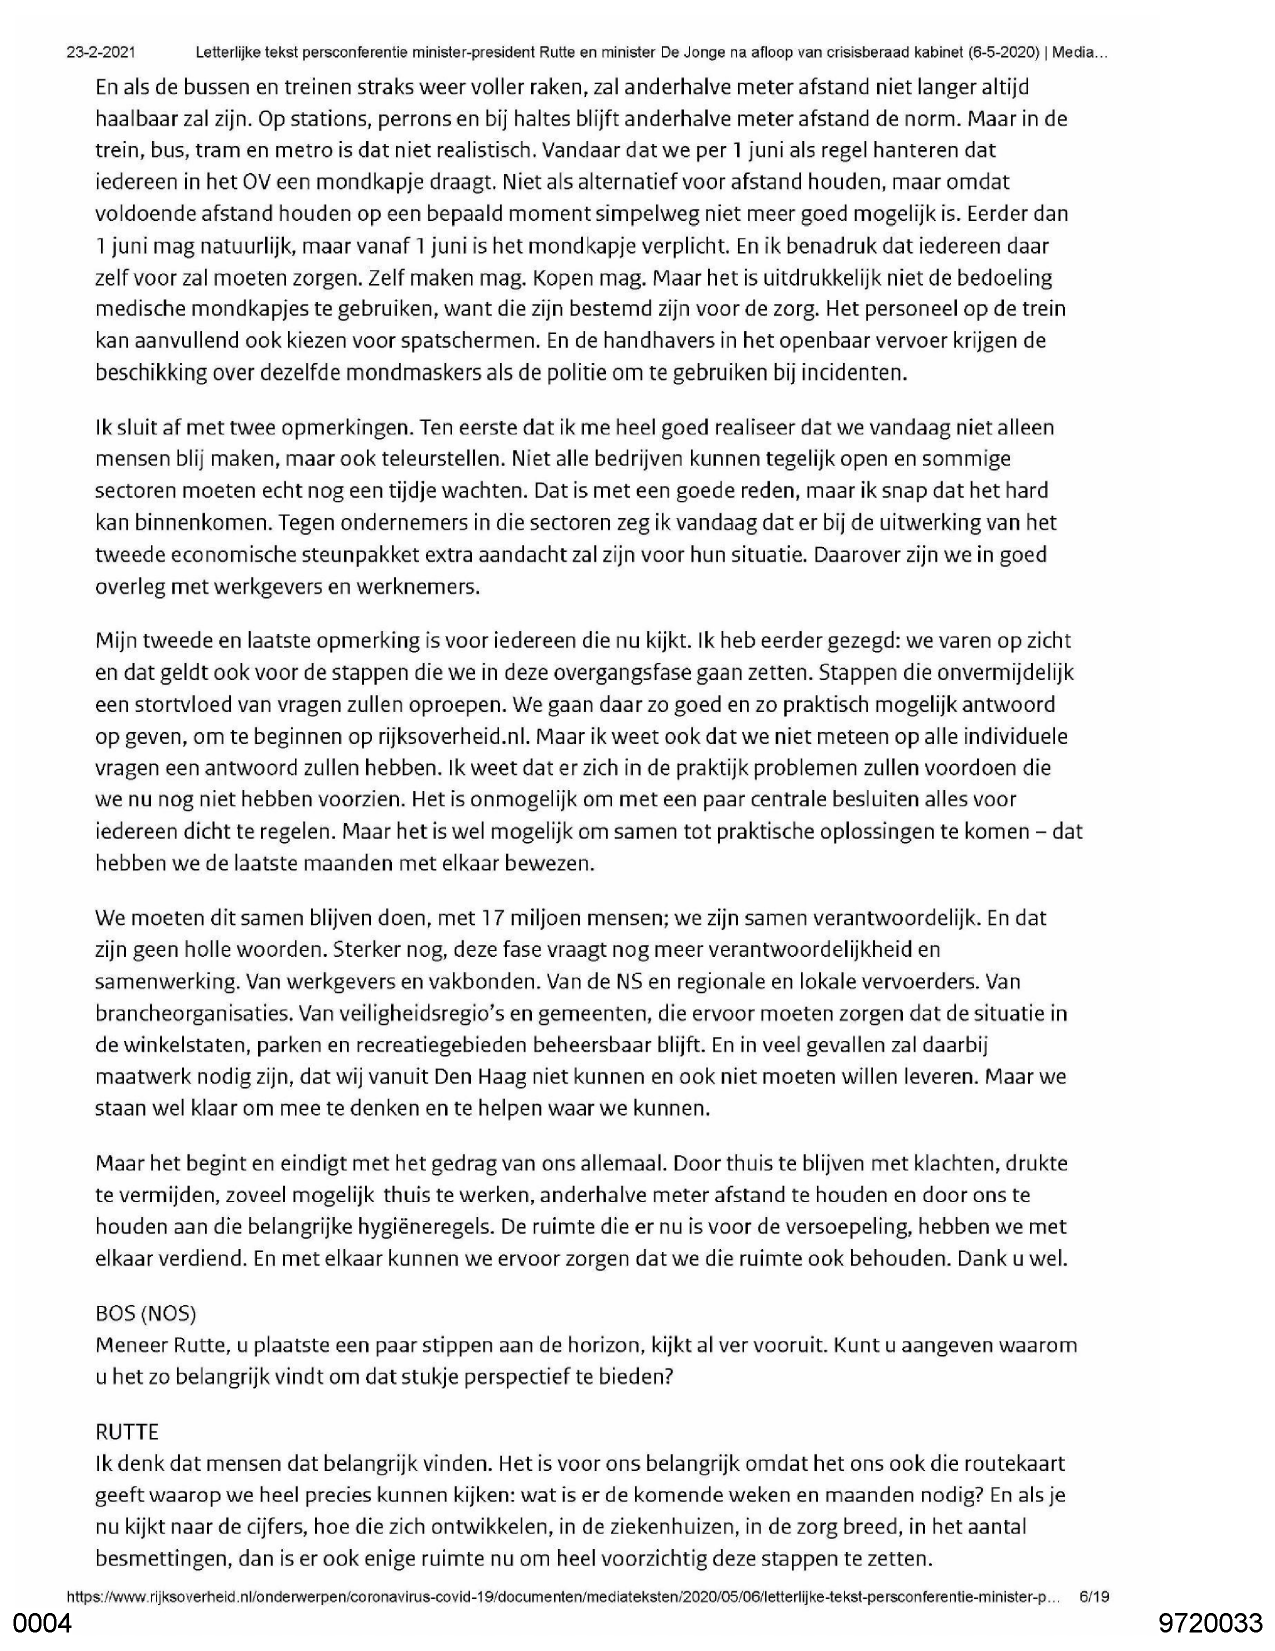 23-2-2021 Letterlijke tekst persconferentie minister-president Rutte en minister De Jonge na afloop van crisisberaad kabinet (6-5-2020) | Media...
En als de bussen en treinen straks weer voller raken, zal anderhalve meter afstand niet langer altijd
haalbaar zal zijn. Op stations, perrons en bij haltes blijft anderhalve meter afstand de norm. Maar in de
trein, bus, tram en metro is dat niet realistisch. Vandaar dat we per 1 juni als regel hanteren dat
iedereen in het OV een mondkapje draagt. Niet als alternatief voor afstand houden, maar omdat
voldoende afstand houden op een bepaald moment simpelweg niet meer goed mogelijk is. Eerder dan
1 juni mag natuurlijk, maar vanaf 1 juni is het mondkapje verplicht. En ik benadruk dat iedereen daar
zelf voor zal moeten zorgen. Zelf maken mag. Kopen mag. Maar het is uitdrukkelijk niet de bedoeling
medische mondkapjes te gebruiken, want die zijn bestemd zijn voor de zorg. Het personeel op de trein
kan aanvullend ook kiezen voor spatschermen. En de handhavers in het openbaar vervoer krijgen de
beschikking over dezelfde mondmaskers als de politie om te gebruiken bij incidenten.
Ik sluit af met twee opmerkingen. Ten eerste dat ik me heel goed realiseer dat we vandaag niet alleen
mensen blij maken, maar ook teleurstellen. Niet alle bedrijven kunnen tegelijk open en sommige
sectoren moeten echt nog een tijdje wachten. Dat is met een goede reden, maar ik snap dat het hard
kan binnenkomen. Tegen ondernemers in die sectoren zeg ik vandaag dat er bij de uitwerking van het
tweede economische steunpakket extra aandacht zal zijn voor hun situatie. Daarover zijn we in goed
overleg met werkgevers en werknemers.
Mijn tweede en laatste opmerking is voor iedereen die nu kijkt. Ik heb eerder gezegd: we varen op zicht
en dat geldt ook voor de stappen die we in deze overgangsfase gaan zetten. Stappen die onvermijdelijk
een stortvloed van vragen zullen oproepen. We gaan daar zo goed en zo praktisch mogelijk antwoord
op geven, om te beginnen op rijksoverheid.nl. Maar ik weet ook dat we niet meteen op alle individuele
vragen een antwoord zullen hebben. Ik weet dat er zich in de praktijk problemen zullen voordoen die
we nu nog niet hebben voorzien. Het is onmogelijk om met een paar centrale besluiten alles voor
iedereen dicht te regelen. Maar het is wel mogelijk om samen tot praktische oplossingen te komen – dat
hebben we de laatste maanden met elkaar bewezen.
We moeten dit samen blijven doen, met 17 miljoen mensen; we zijn samen verantwoordelijk. En dat
zijn geen holle woorden. Sterker nog, deze fase vraagt nog meer verantwoordelijkheid en
samenwerking. Van werkgevers en vakbonden. Van de NS en regionale en lokale vervoerders. Van
brancheorganisaties. Van veiligheidsregio's en gemeenten, die ervoor moeten zorgen dat de situatie in
de winkelstaten, parken en recreatiegebieden beheersbaar blijft. En in veel gevallen zal daarbij
maatwerk nodig zijn, dat wij vanuit Den Haag niet kunnen en ook niet moeten willen leveren. Maar we
staan wel klaar om mee te denken en te helpen waar we kunnen.
Maar het begint en eindigt met het gedrag van ons allemaal. Door thuis te blijven met klachten, drukte
te vermijden, zoveel mogelijk thuis te werken, anderhalve meter afstand te houden en door ons te
houden aan die belangrijke hygiëneregels. De ruimte die er nu is voor de versoepeling, hebben we met
elkaar verdiend. En met elkaar kunnen we ervoor zorgen dat we die ruimte ook behouden. Dank u wel.
BOS (NOS)
Meneer Rutte, u plaatste een paar stippen aan de horizon, kijkt al ver vooruit. Kunt u aangeven waarom
u het zo belangrijk vindt om dat stukje perspectief te bieden?
RUTTE
Ik denk dat mensen dat belangrijk vinden. Het is voor ons belangrijk omdat het ons ook die routekaart
geeft waarop we heel precies kunnen kijken: wat is er de komende weken en maanden nodig? En als je
nu kijkt naar de cijfers, hoe die zich ontwikkelen, in de ziekenhuizen, in de zorg breed, in het aantal
besmettingen, dan is er ook enige ruimte nu om heel voorzichtig deze stappen te zetten.
https://www.rijksoverheid.nl/onderwerpen/coronavirus-covid-19/documenten/mediateksten/2020/05/06/letterlijke-tekst-persconferentie-minister-p... 6/19
0004 9720033